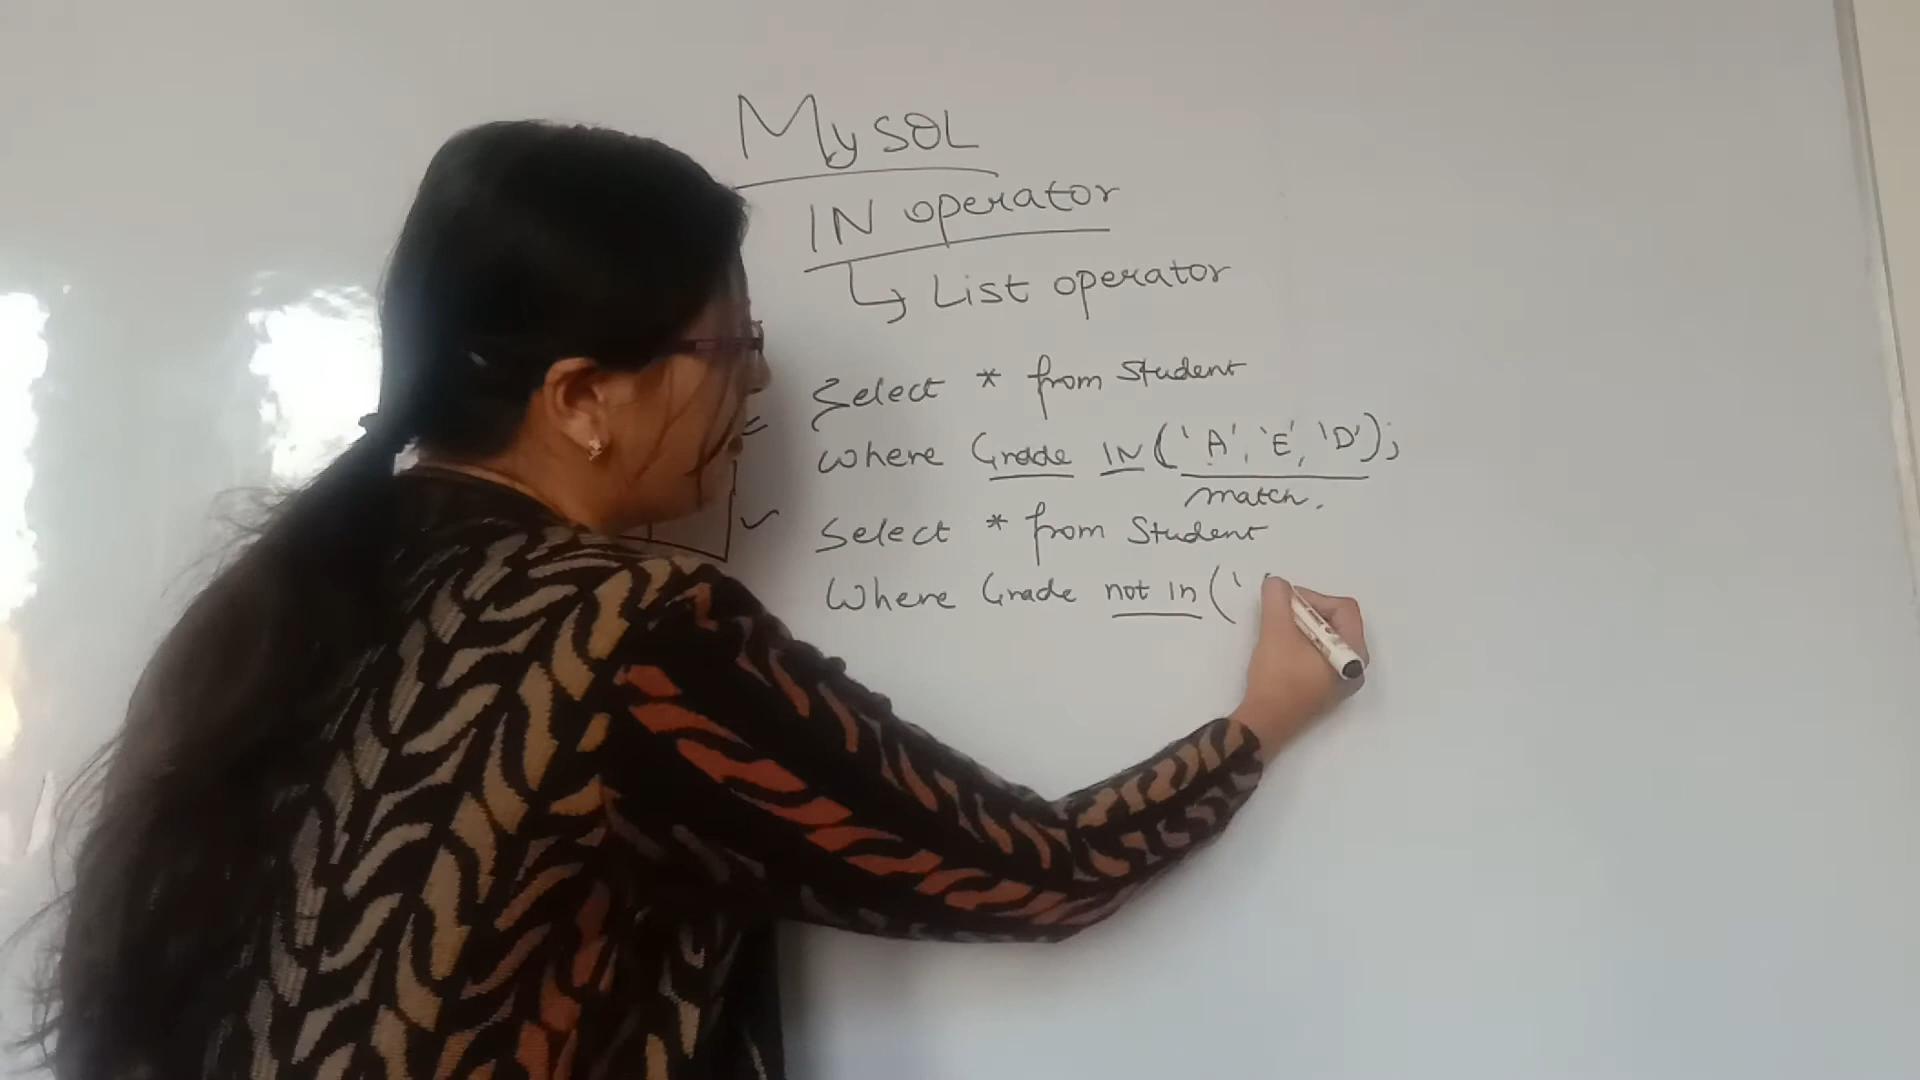 MySQL
IN operator
↳ List operator
Select * from Student
where Grade IN ('A', 'E', 'D');
match.
Select * from Student
Where Grade not in ('